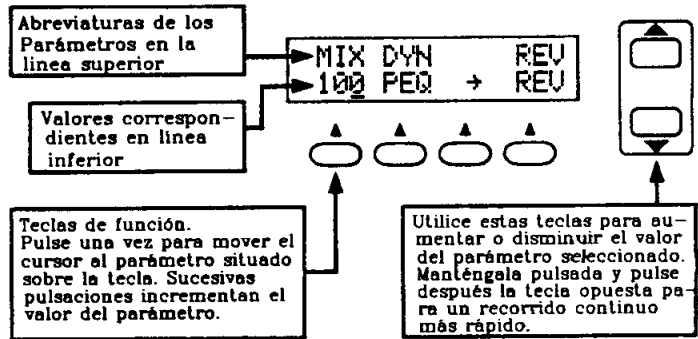 Abreviaturas de los
Parámetros en la
linea superior
MIX DYN REV
100 PEQ → REV
Valores correspon-
dientes en linea
inferior
Teclas de función.
Pulse una vez para mover el
cursor al parámetro situado
sobre la tecla. Sucesivas
pulsaciones incrementan el
valor del parámetro.
Utilice estas teclas para au-
mentar o disminuir el valor
del parámetro seleccionado.
Manténgala pulsada y pulse
después la tecla opuesta pa-
ra un recorrido continuo
más rápido.